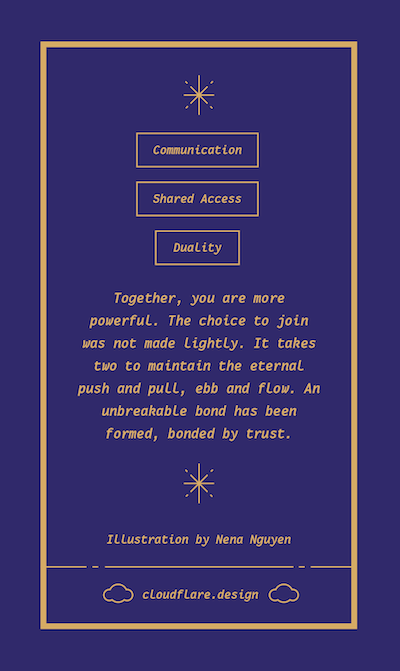 Communication
Shared Access
Duality
Together, you are more
powerful. The choice to join
was not made lightly. It takes
two to maintain the eternal
push and pull, ebb and flow. An
unbreakable bond has been
formed, bonded by trust.
Illustration by Nena Nguyen
cloudflare.design